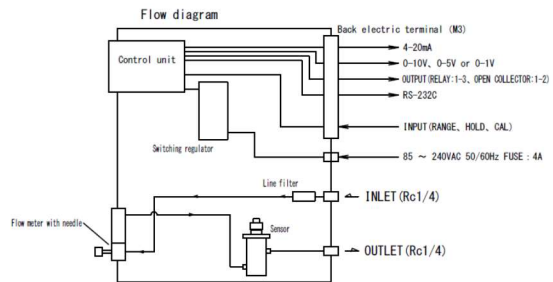 Flow diagram
Back electric terminal (M3)
Control unit
4-20mA
0-10V、0-5V or 0-1V
OUTPUT(RELAY:1-3、OPEN COLLECTOR:1-2)
RS-232C
INPUT(RANGE、HOLD、CAL)
Switching regulator
85 ～ 240VAC 50/60Hz FUSE：4A
Line filter
INLET(Rc1/4)
Flow meter with needle
Sensor
OUTLET(Rc1/4)